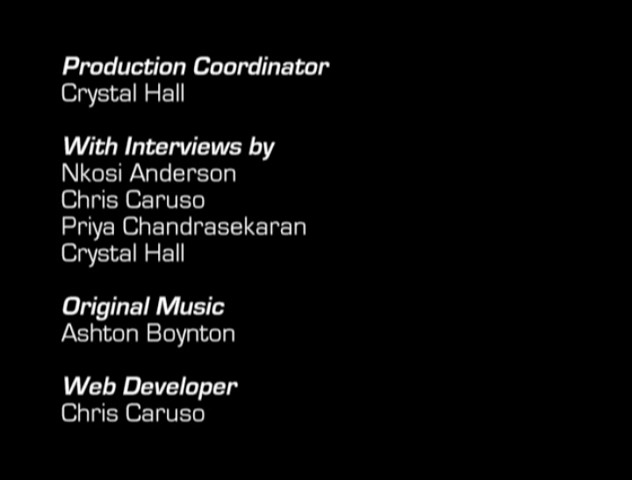 Production Coordinator
Crystal Hall
With Interviews by
Nkosi Anderson
Chris Caruso
Priya Chandrasekaran
Crystal Hall
Original Music
Ashton Boynton
Web Developer
Chris Caruso